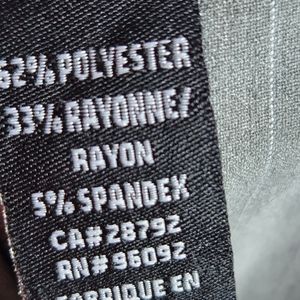 62% POLYESTER
33% RAYONNE/
RAYON
5% SPANDEX
CA# 28792
RN# 96092
FABRIQUE EN